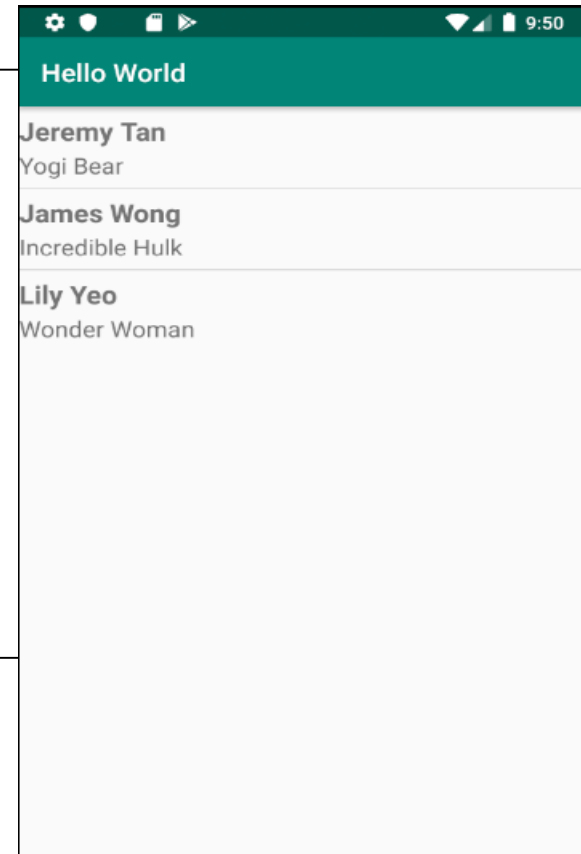 9:50
Hello World
Jeremy Tan
Yogi Bear
James Wong
Incredible Hulk
Lily Yeo
Wonder Woman